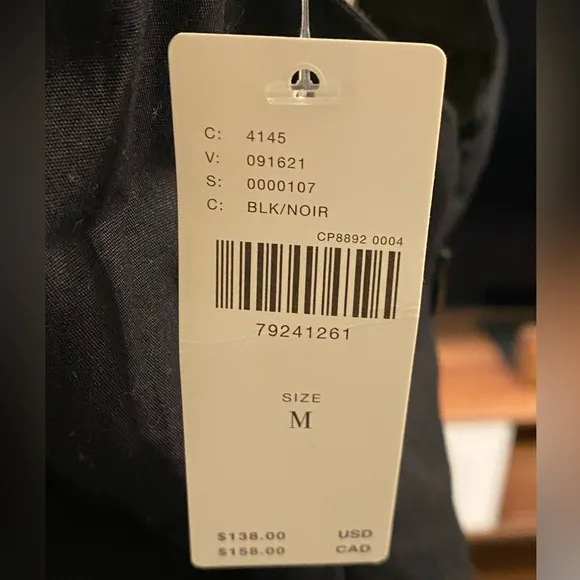 C: 4145
V: 091621
S: 0000107
C: BLK/NOIR
CP8892 0004
79241261
SIZE
M
$138.00 USD
$158.00 CAD